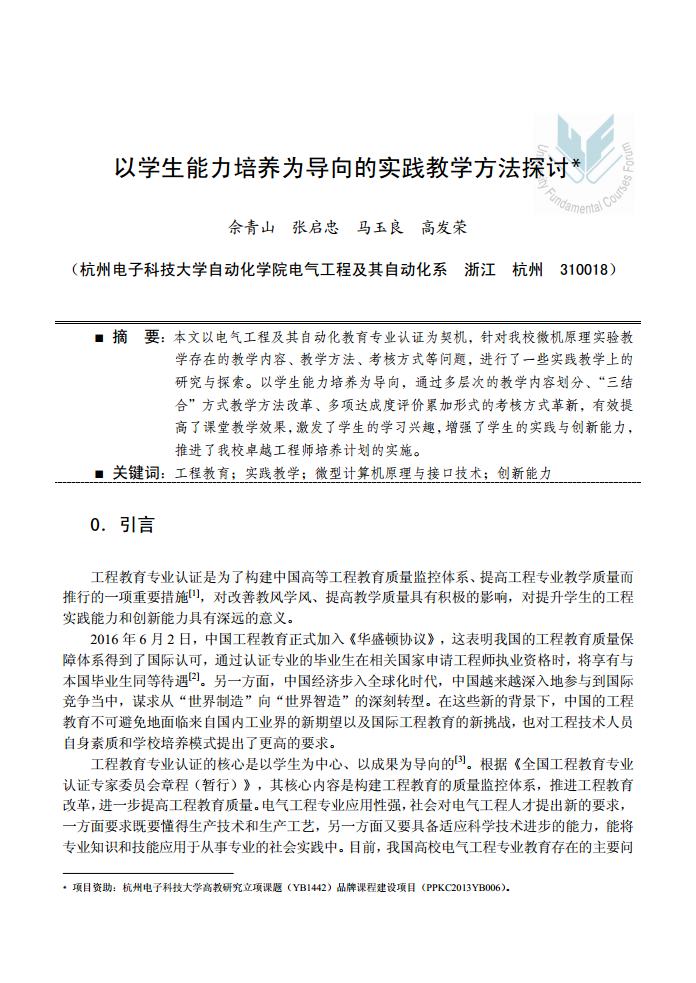 以学生能力培养为导向的实践教学方法探讨*
University Fundamental Courses Forum
佘青山 张启忠 马玉良 高发荣
（杭州电子科技大学自动化学院电气工程及其自动化系 浙江 杭州 310018）
■ 摘 要：本文以电气工程及其自动化教育专业认证为契机，针对我校微机原理实验教
学存在的教学内容、教学方法、考核方式等问题，进行了一些实践教学上的
研究与探索。以学生能力培养为导向，通过多层次的教学内容划分、“三结
合”方式教学方法改革、多项达成度评价累加形式的考核方式革新，有效提
高了课堂教学效果，激发了学生的学习兴趣，增强了学生的实践与创新能力，
推进了我校卓越工程师培养计划的实施。
■ 关键词：工程教育；实践教学；微型计算机原理与接口技术；创新能力
0．引言
工程教育专业认证是为了构建中国高等工程教育质量监控体系、提高工程专业教学质量而
推行的一项重要措施[1]，对改善教风学风、提高教学质量具有积极的影响，对提升学生的工程
实践能力和创新能力具有深远的意义。
2016 年 6 月 2 日，中国工程教育正式加入《华盛顿协议》，这表明我国的工程教育质量保
障体系得到了国际认可，通过认证专业的毕业生在相关国家申请工程师执业资格时，将享有与
本国毕业生同等待遇[2]。另一方面，中国经济步入全球化时代，中国越来越深入地参与到国际
竞争当中，谋求从“世界制造”向“世界智造”的深刻转型。在这些新的背景下，中国的工程
教育不可避免地面临来自国内工业界的新期望以及国际工程教育的新挑战，也对工程技术人员
自身素质和学校培养模式提出了更高的要求。
工程教育专业认证的核心是以学生为中心、以成果为导向的[3]。根据《全国工程教育专业
认证专家委员会章程（暂行）》，其核心内容是构建工程教育的质量监控体系，推进工程教育
改革，进一步提高工程教育质量。电气工程专业应用性强，社会对电气工程人才提出新的要求，
一方面要求既要懂得生产技术和生产工艺，另一方面又要具备适应科学技术进步的能力，能将
专业知识和技能应用于从事专业的社会实践中。目前，我国高校电气工程专业教育存在的主要问
* 项目资助：杭州电子科技大学高教研究立项课题（YB1442）品牌课程建设项目（PPKC2013YB006）。